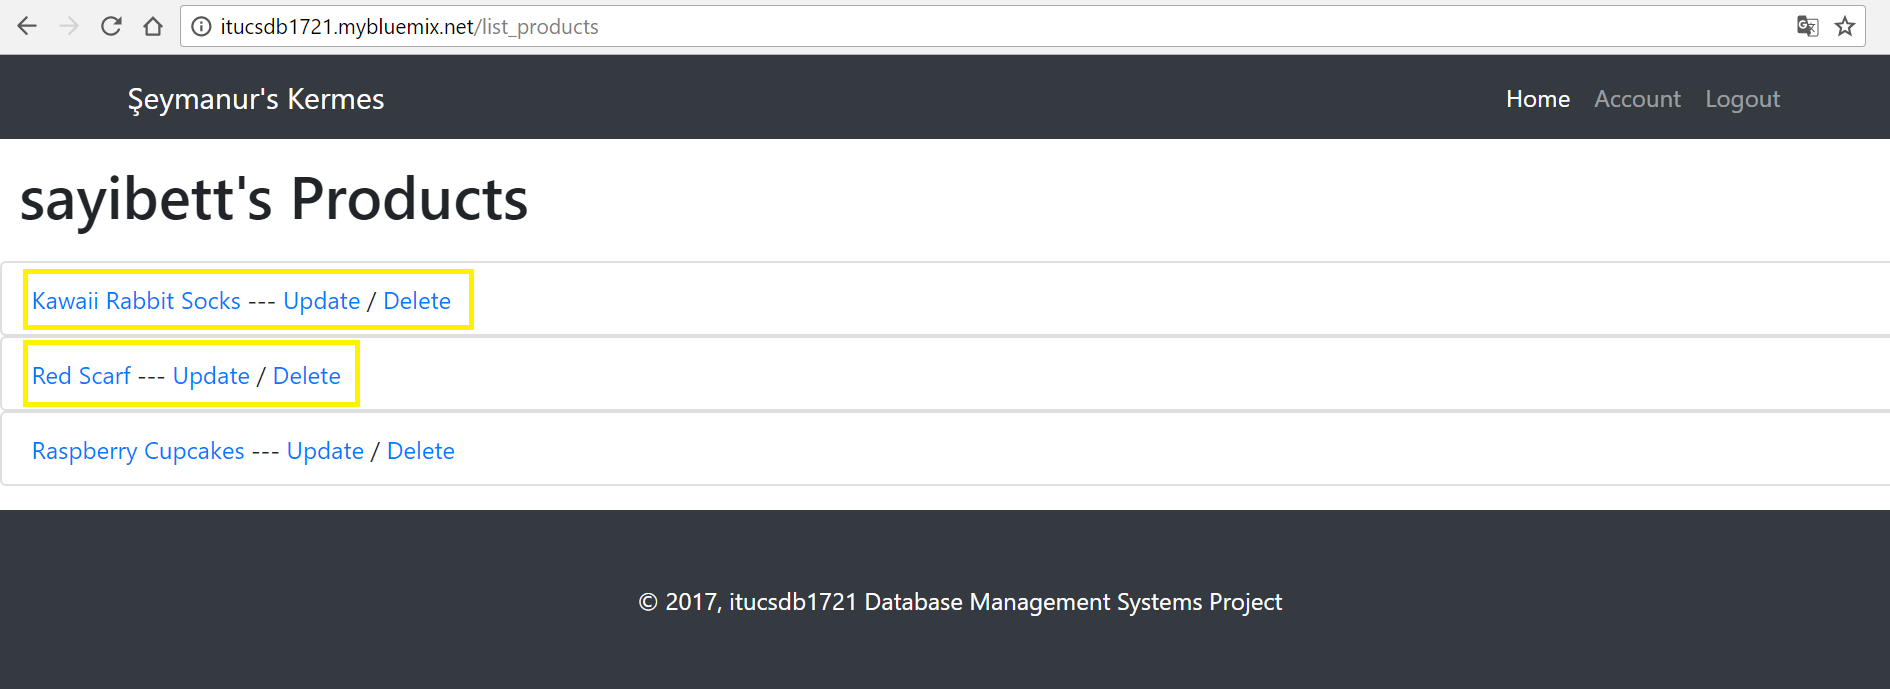 itucsdb1721.mybluemix.net/list_products
Şeymanur's Kermes Home Account Logout
sayibett's Products
Kawaii Rabbit Socks --- Update / Delete
Red Scarf --- Update / Delete
Raspberry Cupcakes --- Update / Delete
© 2017, itucsdb1721 Database Management Systems Project